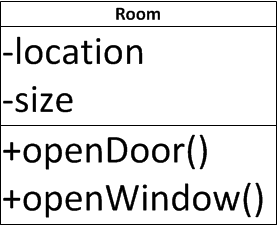 Room
-location
-size
+openDoor()
+openWindow()